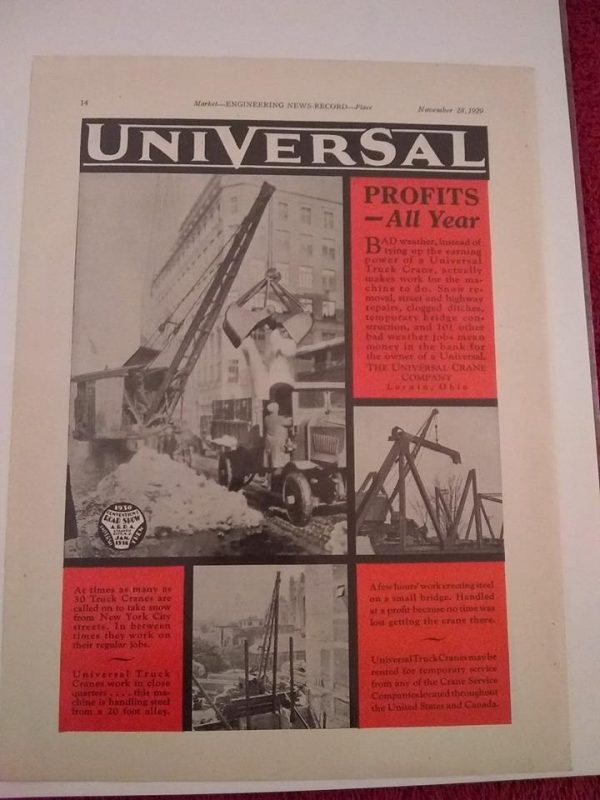 14
Market—ENGINEERING NEWS-RECORD—Place
November 28, 1929
UNIVERSAL
PROFITS
—All Year
BAD weather, instead of
tying up the earning
power of a Universal
Truck Crane, actually
makes work for the ma-
chine to do. Snow re-
moval, street and highway
repairs, clogged ditches,
temporary bridge con-
struction, and 101 other
bad weather jobs mean
money in the bank for
the owner of a Universal.
THE UNIVERSAL CRANE
COMPANY
Lorain, Ohio
1930
ROAD SHOW
A.R.B.A.
JAN.
At times as many as
30 Truck Cranes are
called on to take snow
from New York City
streets. In between
times they work on
their regular jobs.
Universal Truck
Cranes work in close
quarters .... this ma-
chine is handling steel
from a 20 foot alley.
A few hours' work erecting steel
on a small bridge. Handled
at a profit because no time was
lost getting the crane there.
Universal Truck Cranes may be
rented for temporary service
from any of the Crane Service
Companies located throughout
the United States and Canada.